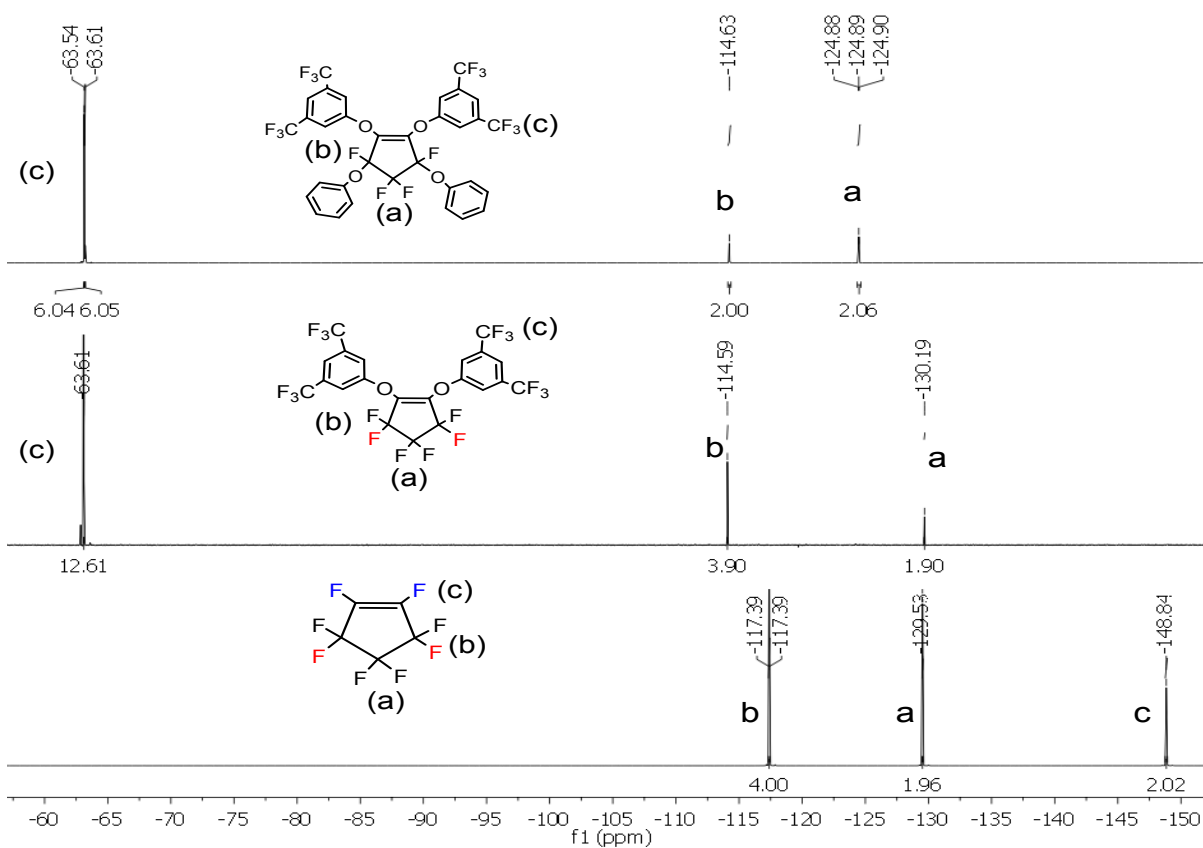 -63.54
-63.61
-114.63
-124.88
-124.89
-124.90
CF3
CF3
F3C
F3C
CF3 (c)
O
O
(b)
F
F
(c)
O
F
F
O
(a)
b
a
6.04
6.05
2.00
2.06
-63.61
-114.59
-130.19
F3C
CF3 (c)
F3C
O
O
CF3
(b)
F
F
(c)
F
F
F
F
(a)
b
a
12.61
3.90
1.90
-117.39
-117.39
-129.53
-148.84
F
F
(c)
F
F
F
F
(b)
F
F
(a)
b
a
c
4.00
1.96
2.02
-60
-65
-70
-75
-80
-85
-90
-95
-100
-105
-110
-115
-120
-125
-130
-135
-140
-145
-150
f1 (ppm)